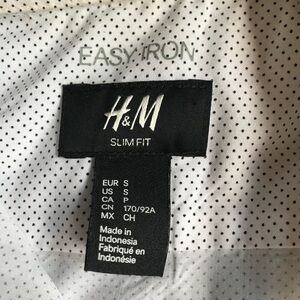 EASY-IRON
H&M
SLIM FIT
EUR S
US S
CA P
CN 170/92A
MX CH
Made in
Indonesia
Fabriqué en
Indonésie